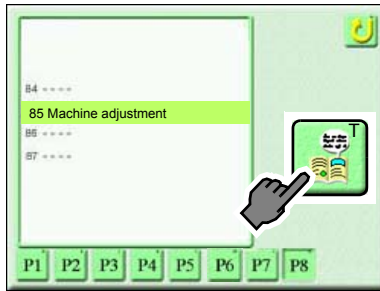 84 ----
85 Machine adjustment
86 ----
87 ----
T
P1 P2 P3 P4 P5 P6 P7 P8